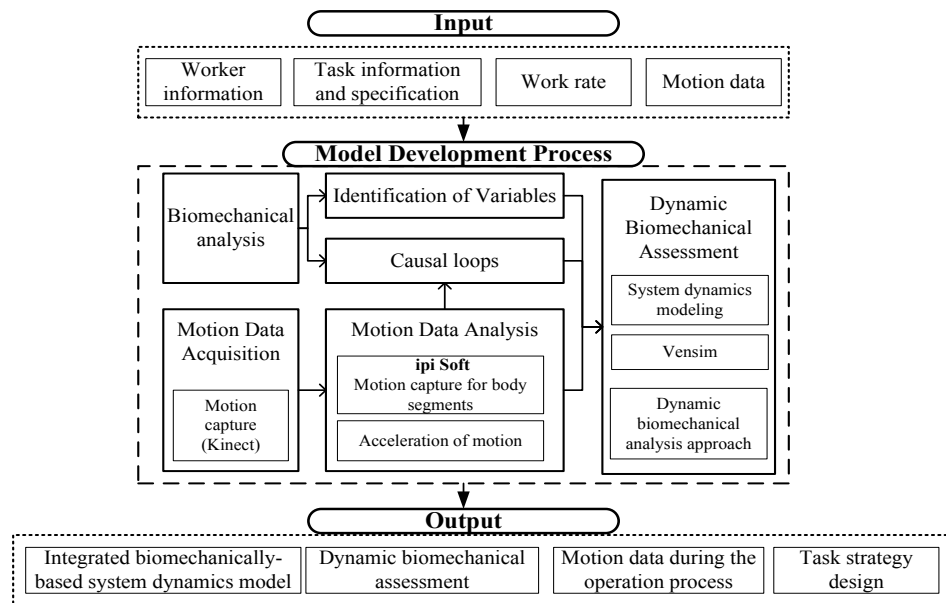 Input
Worker
information
Task information
and specification
Work rate
Motion data
Model Development Process
Biomechanical
analysis
Identification of Variables
Causal loops
Motion Data
Acquisition
Motion
capture
(Kinect)
Motion Data Analysis
ipi Soft
Motion capture for body
segments
Acceleration of motion
Dynamic
Biomechanical
Assessment
System dynamics
modeling
Vensim
Dynamic
biomechanical
analysis approach
Output
Integrated biomechanically-
based system dynamics model
Dynamic biomechanical
assessment
Motion data during the
operation process
Task strategy
design